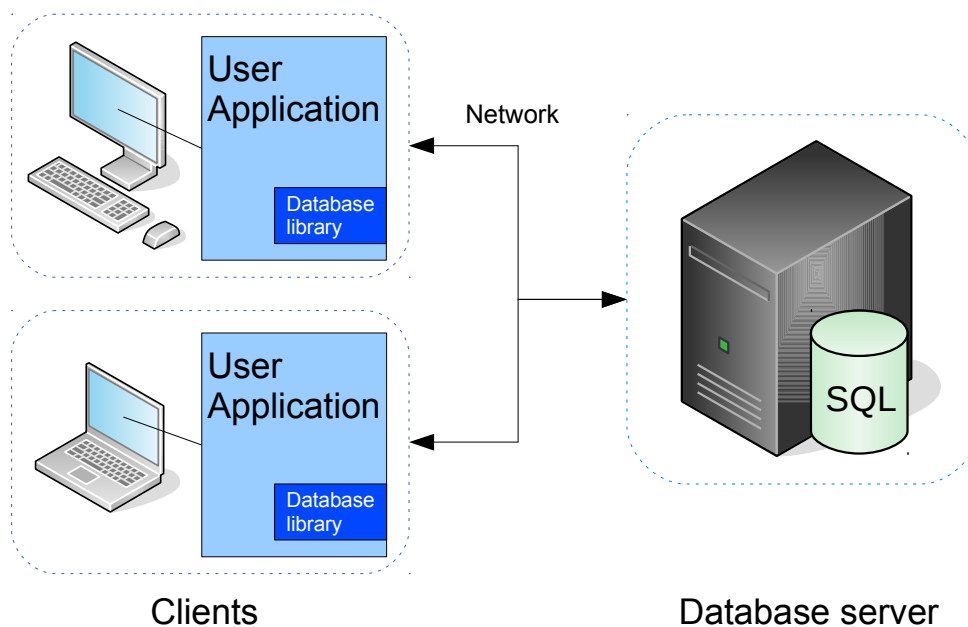 User
Application
Database
library
Network
SQL
User
Application
Database
library
Clients
Database server